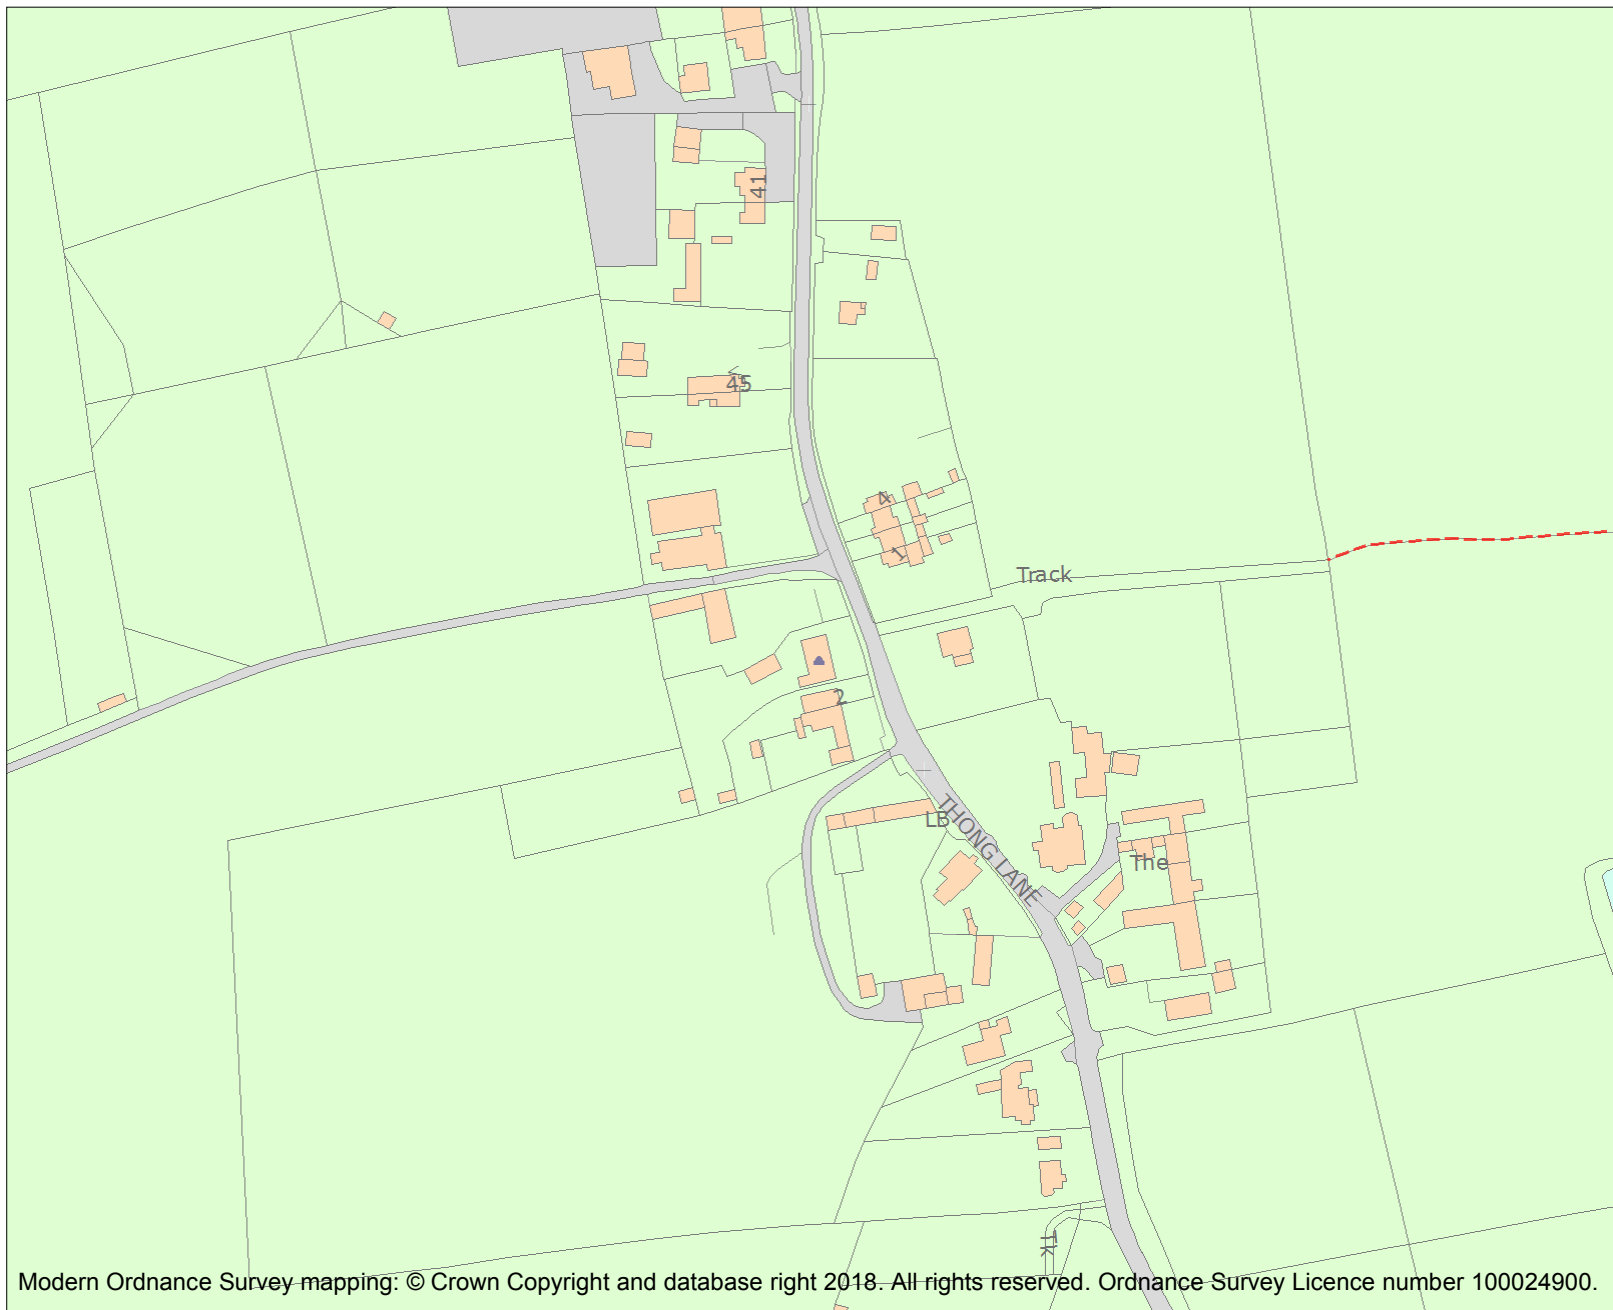 41
45
4
1
Track
2
THONG LANE
LB
The
Tk
Modern Ordnance Survey mapping: © Crown Copyright and database right 2018. All rights reserved. Ordnance Survey Licence number 100024900.